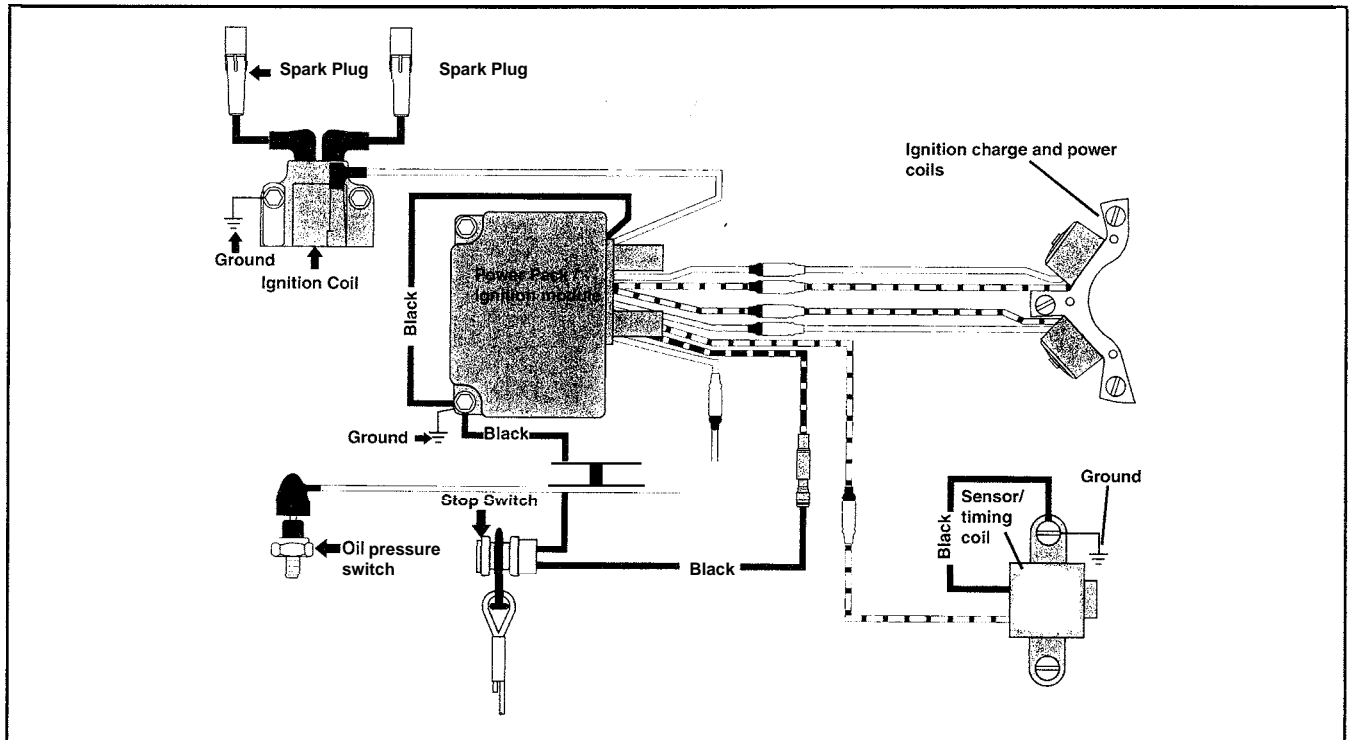 Spark Plug
Spark Plug
Ignition charge and power
coils
Ground
Ignition Coil
Power Pack /
Ignition module
Black
Ground
Black
Stop Switch
Oil pressure
switch
Black
Ground
Sensor/
timing
coil
Black